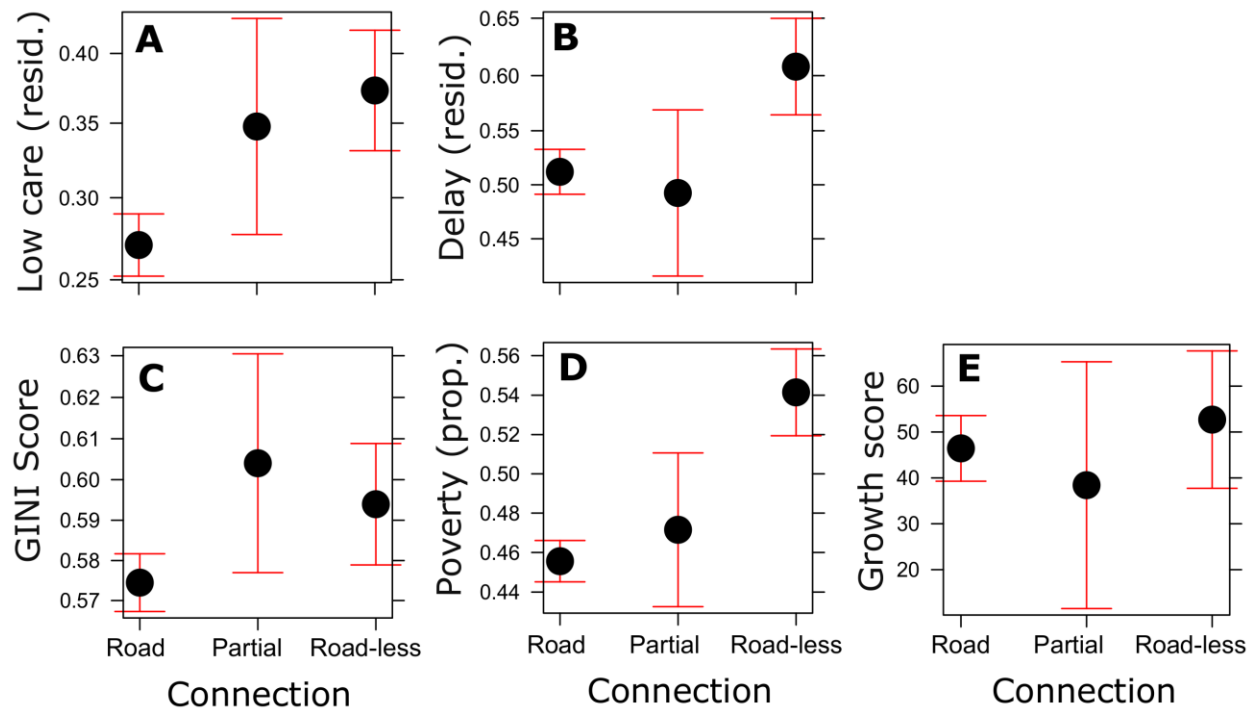 A
Low care (resid.)
0.40
0.35
0.30
0.25
B
Delay (resid.)
0.65
0.60
0.55
0.50
0.45
C
GINI Score
0.63
0.62
0.61
0.60
0.59
0.58
0.57
Road Partial Road-less
Connection
D
Poverty (prop.)
0.56
0.54
0.52
0.50
0.48
0.46
0.44
Road Partial Road-less
Connection
E
Growth score
60
50
40
30
20
Road Partial Road-less
Connection